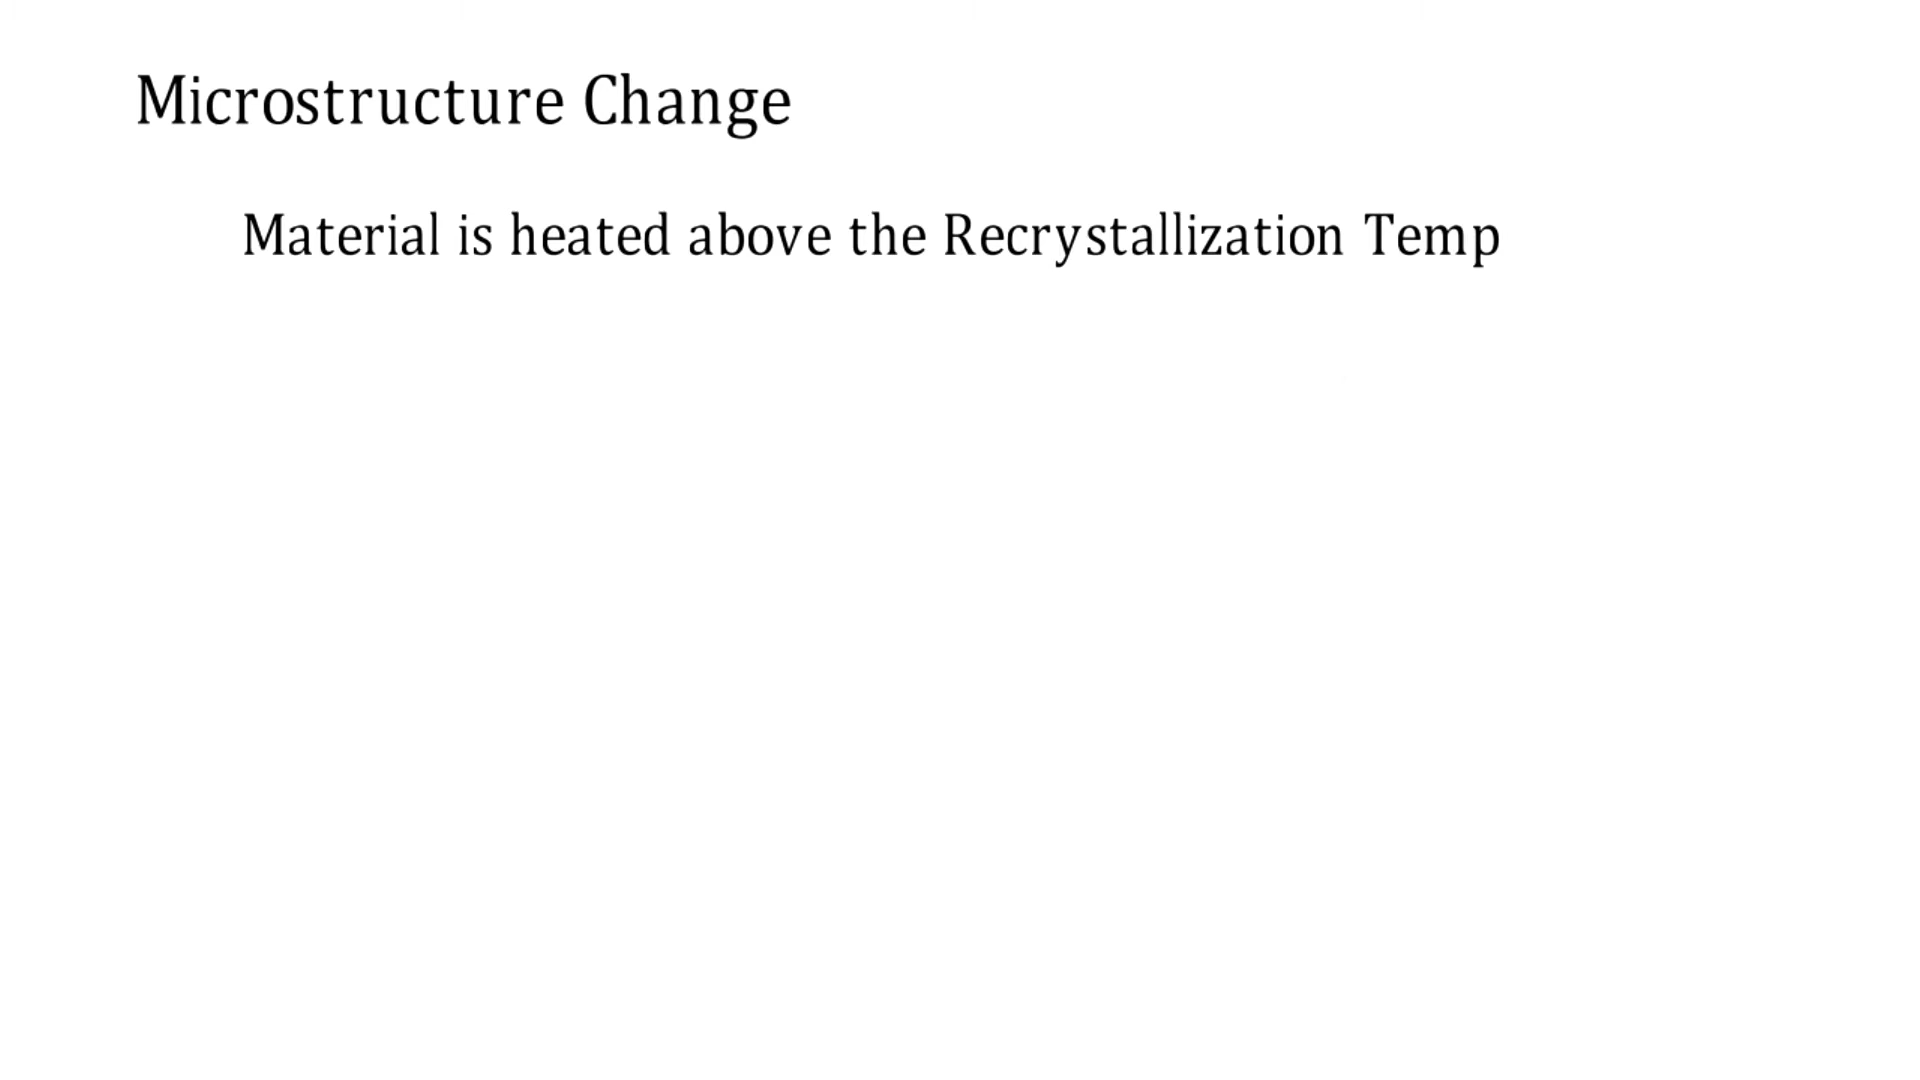 Microstructure Change
Material is heated above the Recrystallization Temp